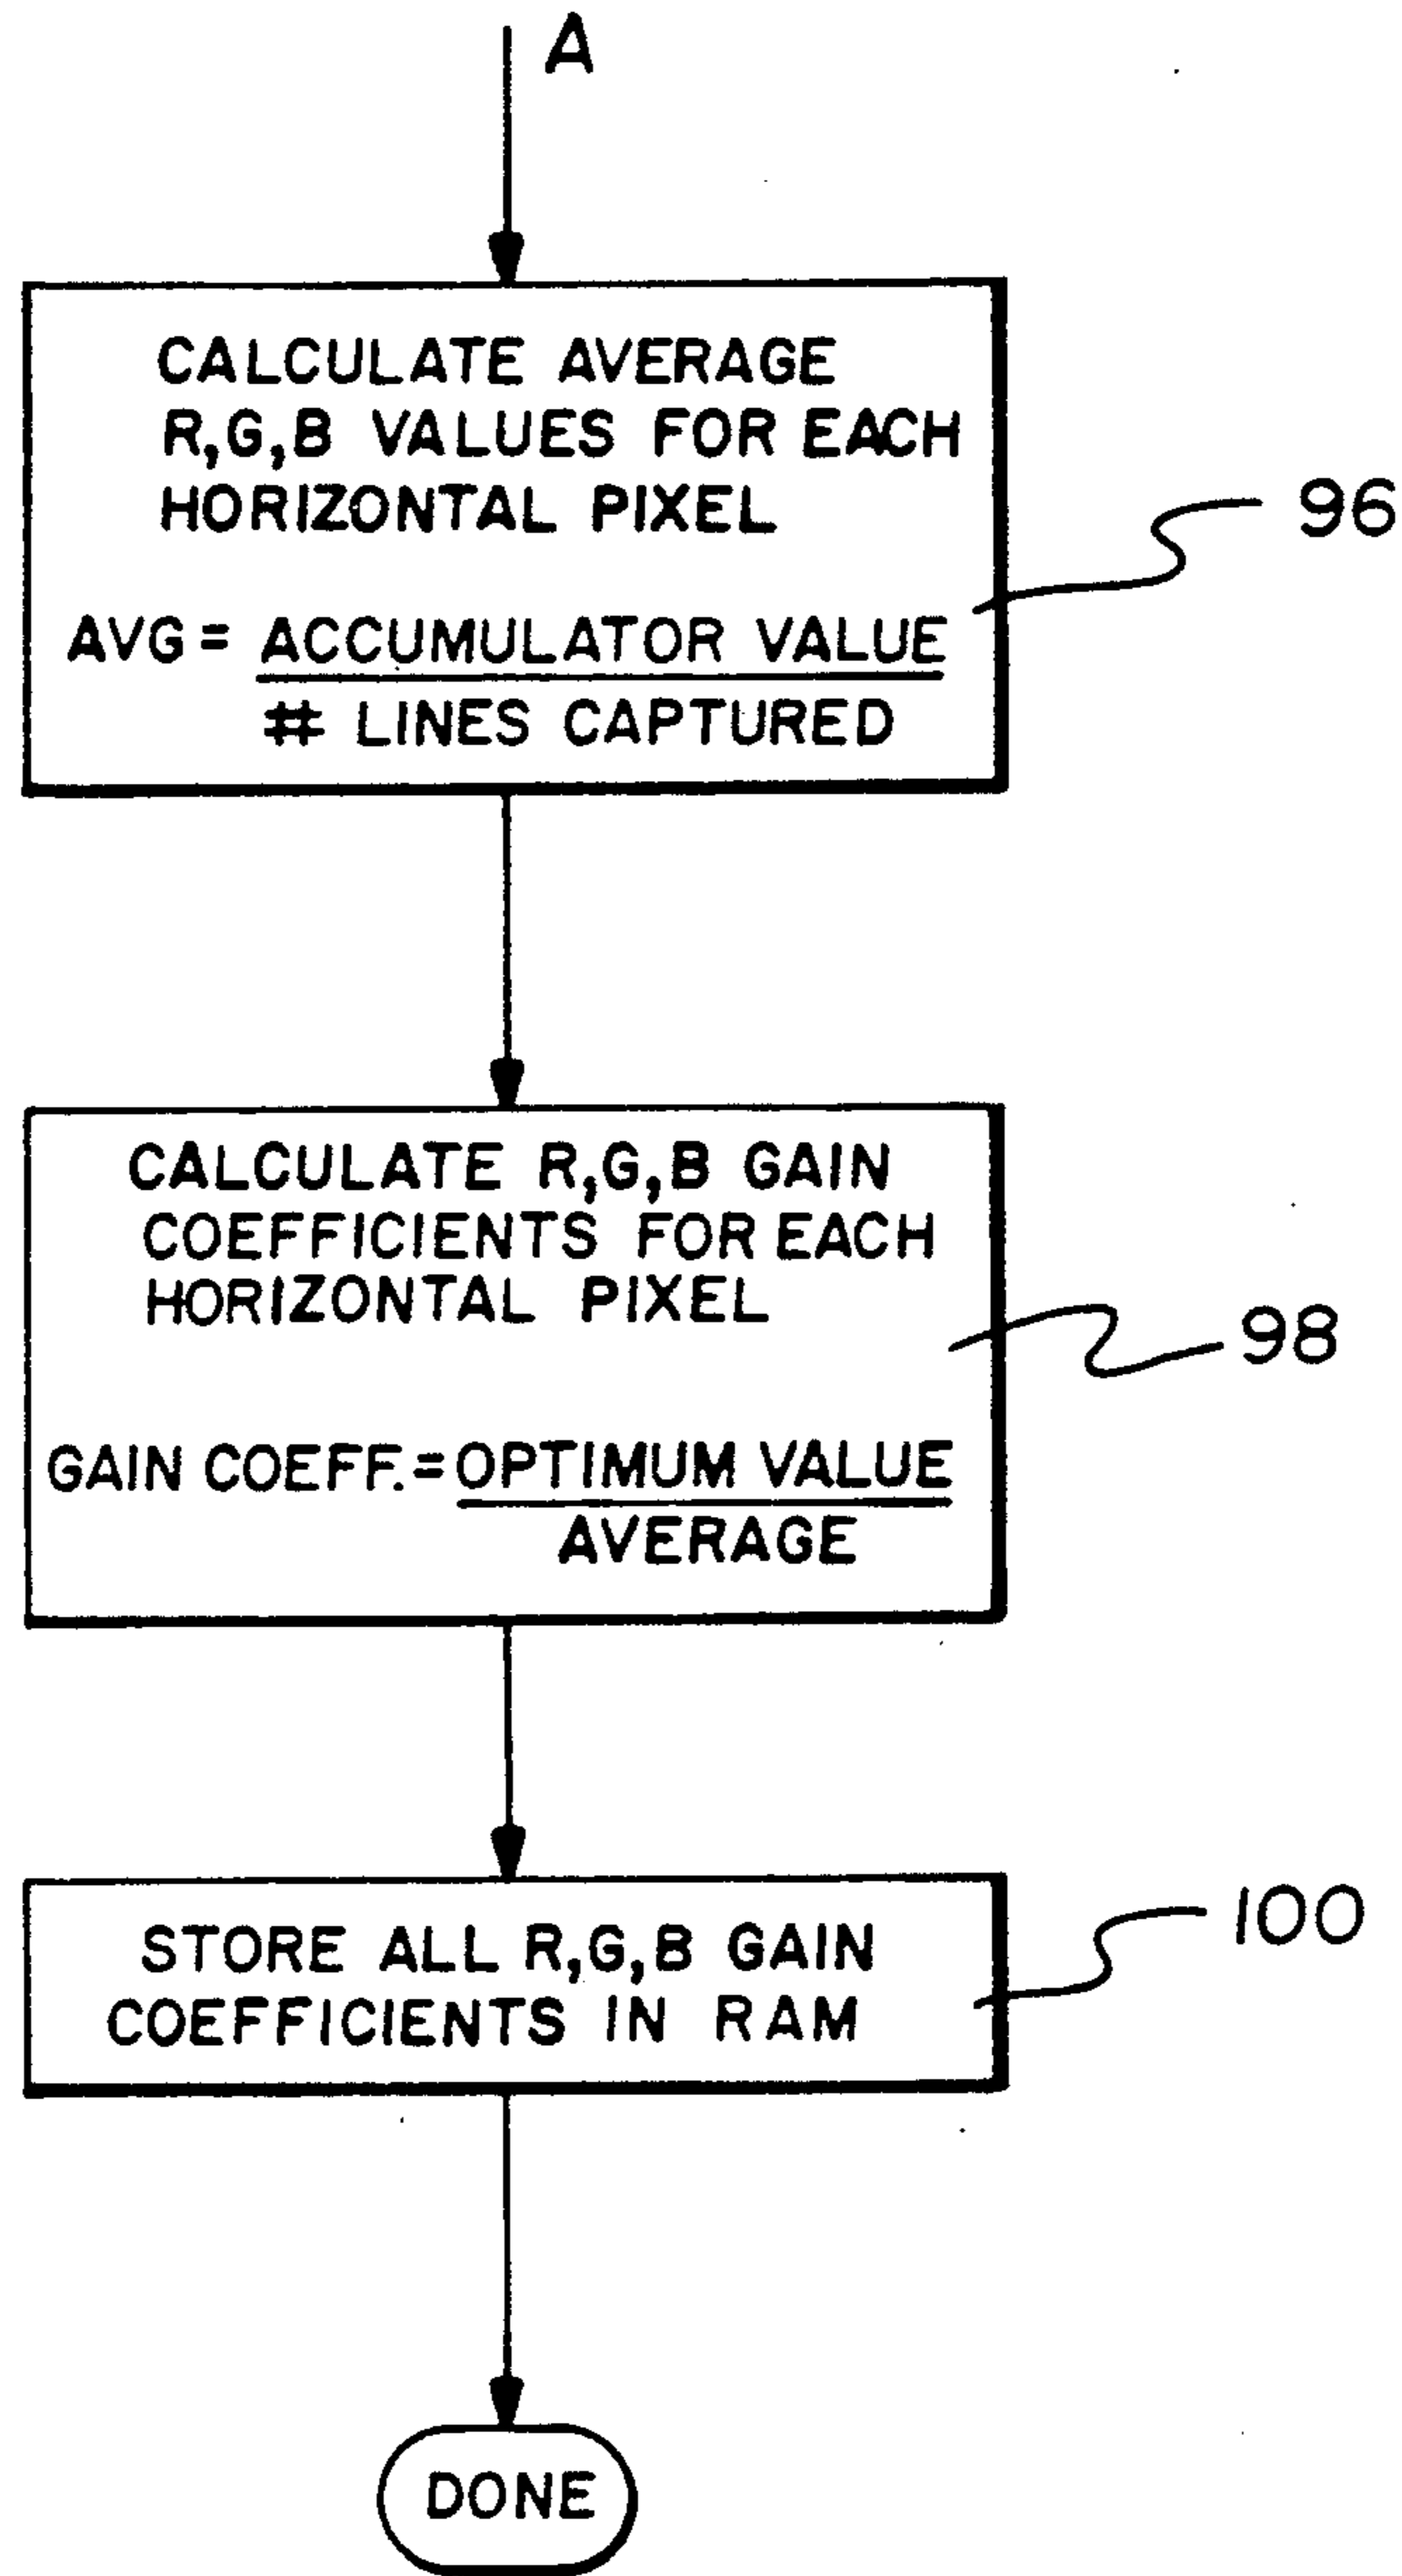 A
CALCULATE AVERAGE
R,G,B VALUES FOR EACH
HORIZONTAL PIXEL
96
AVG = ACCUMULATOR VALUE
# LINES CAPTURED
CALCULATE R,G,B GAIN
COEFFICIENTS FOR EACH
HORIZONTAL PIXEL
98
GAIN COEFF. = OPTIMUM VALUE
AVERAGE
STORE ALL R,G,B GAIN
COEFFICIENTS IN RAM
100
DONE